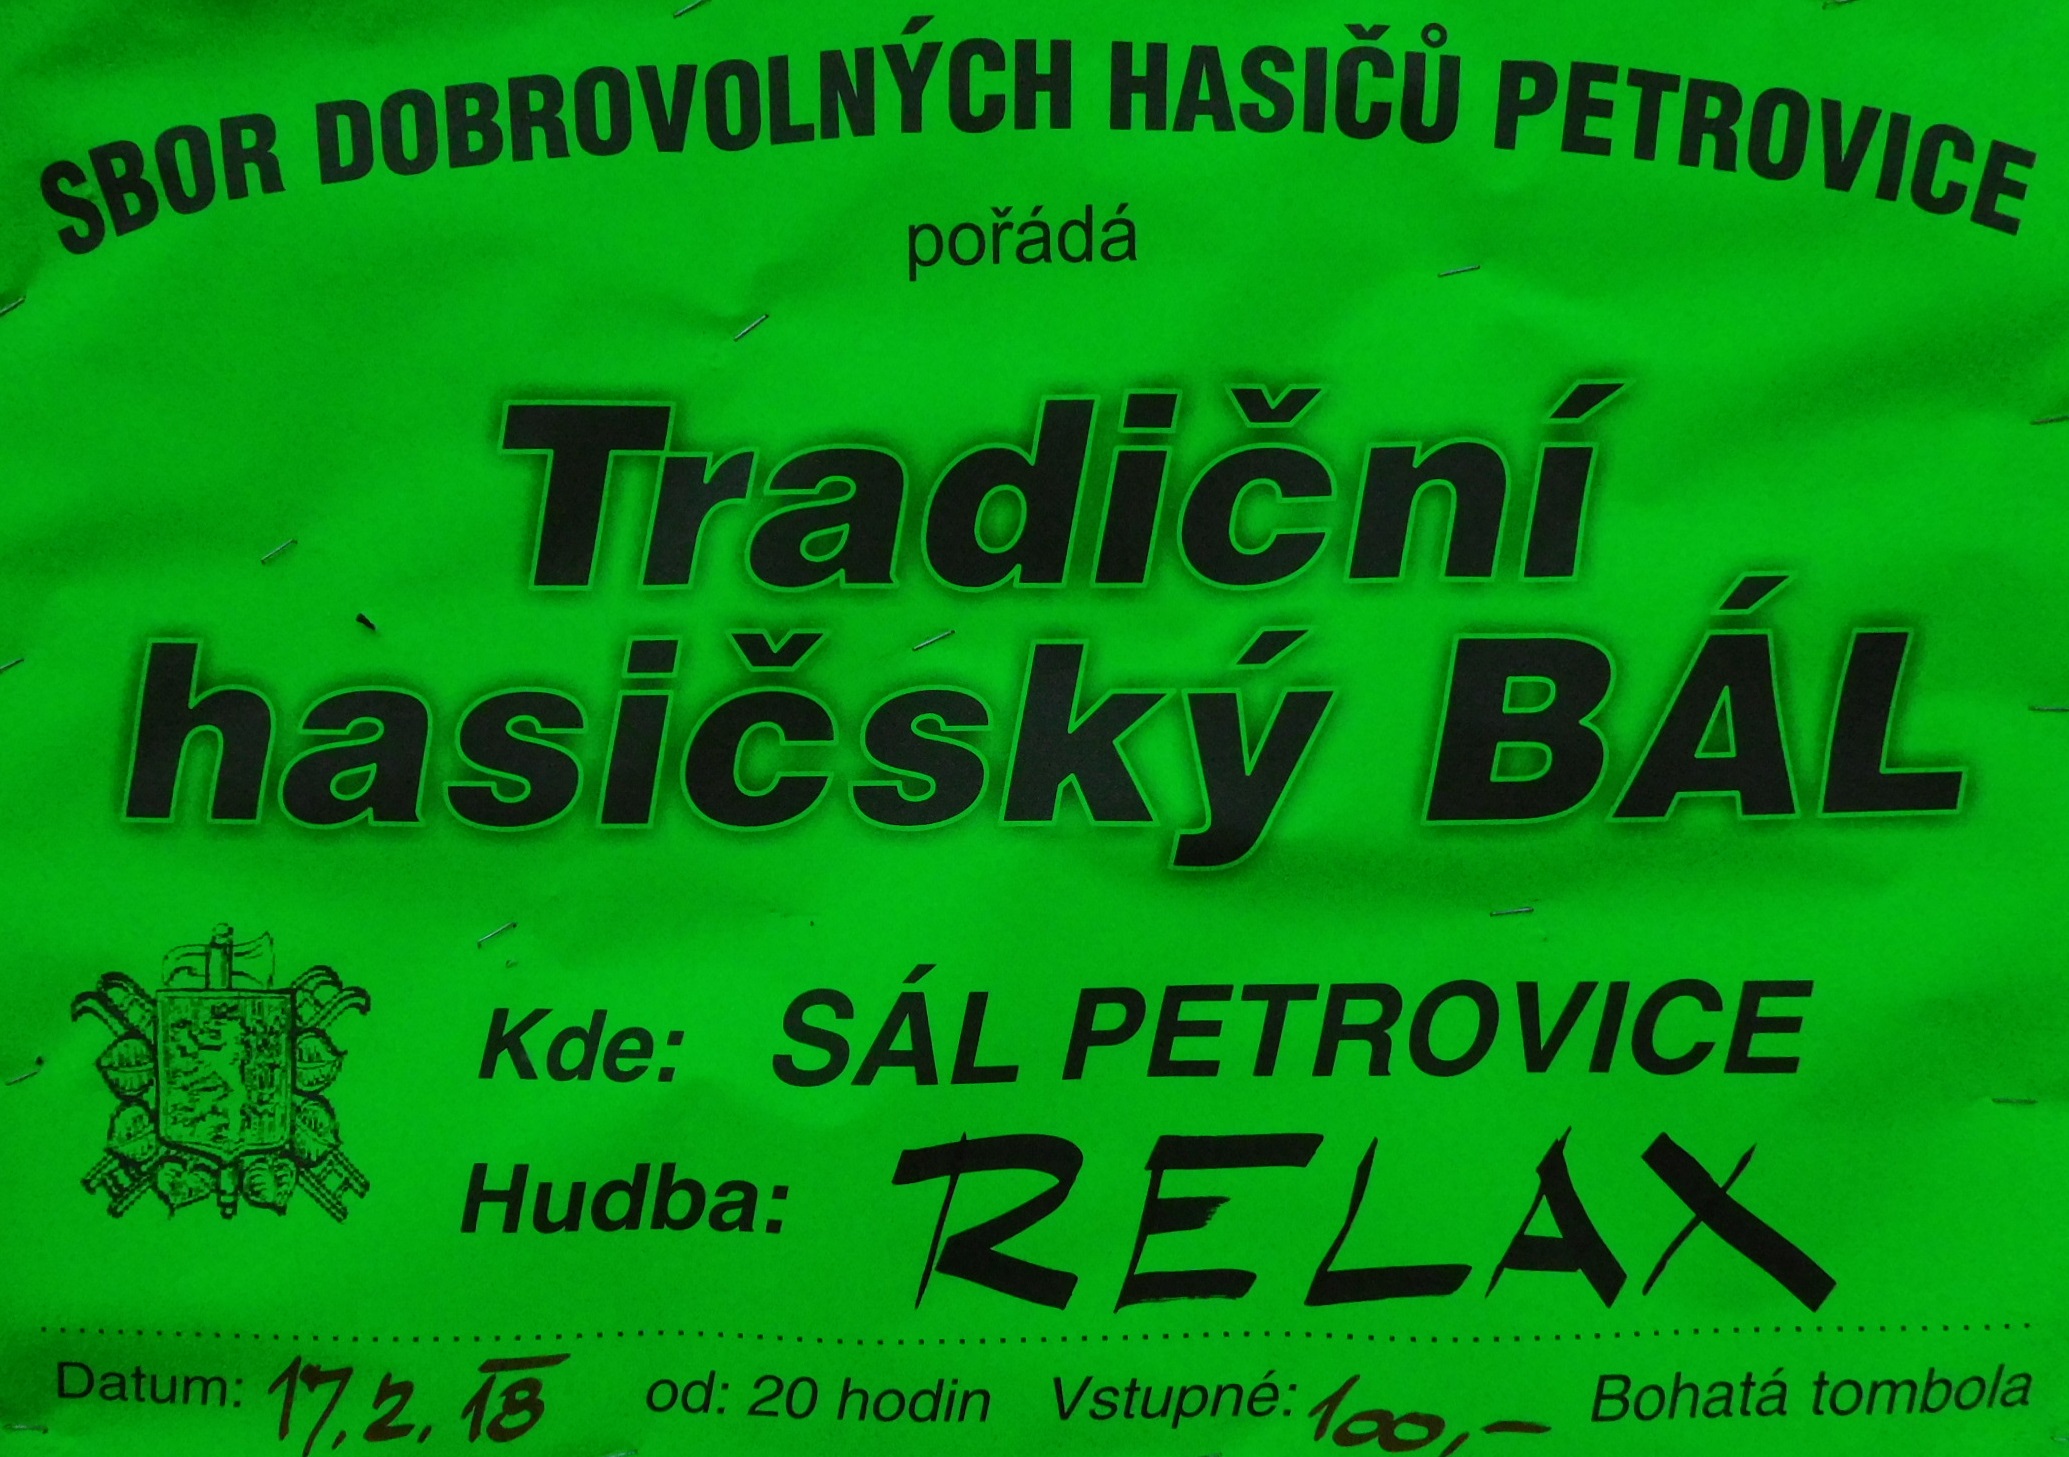 SBOR DOBROVOLNÝCH HASIČŮ PETROVICE
pořádá
Tradiční
hasičský BÁL
Kde: SÁL PETROVICE
Hudba: RELAX
Datum: 17.2.18 od: 20 hodin Vstupné: 100,- Bohatá tombola